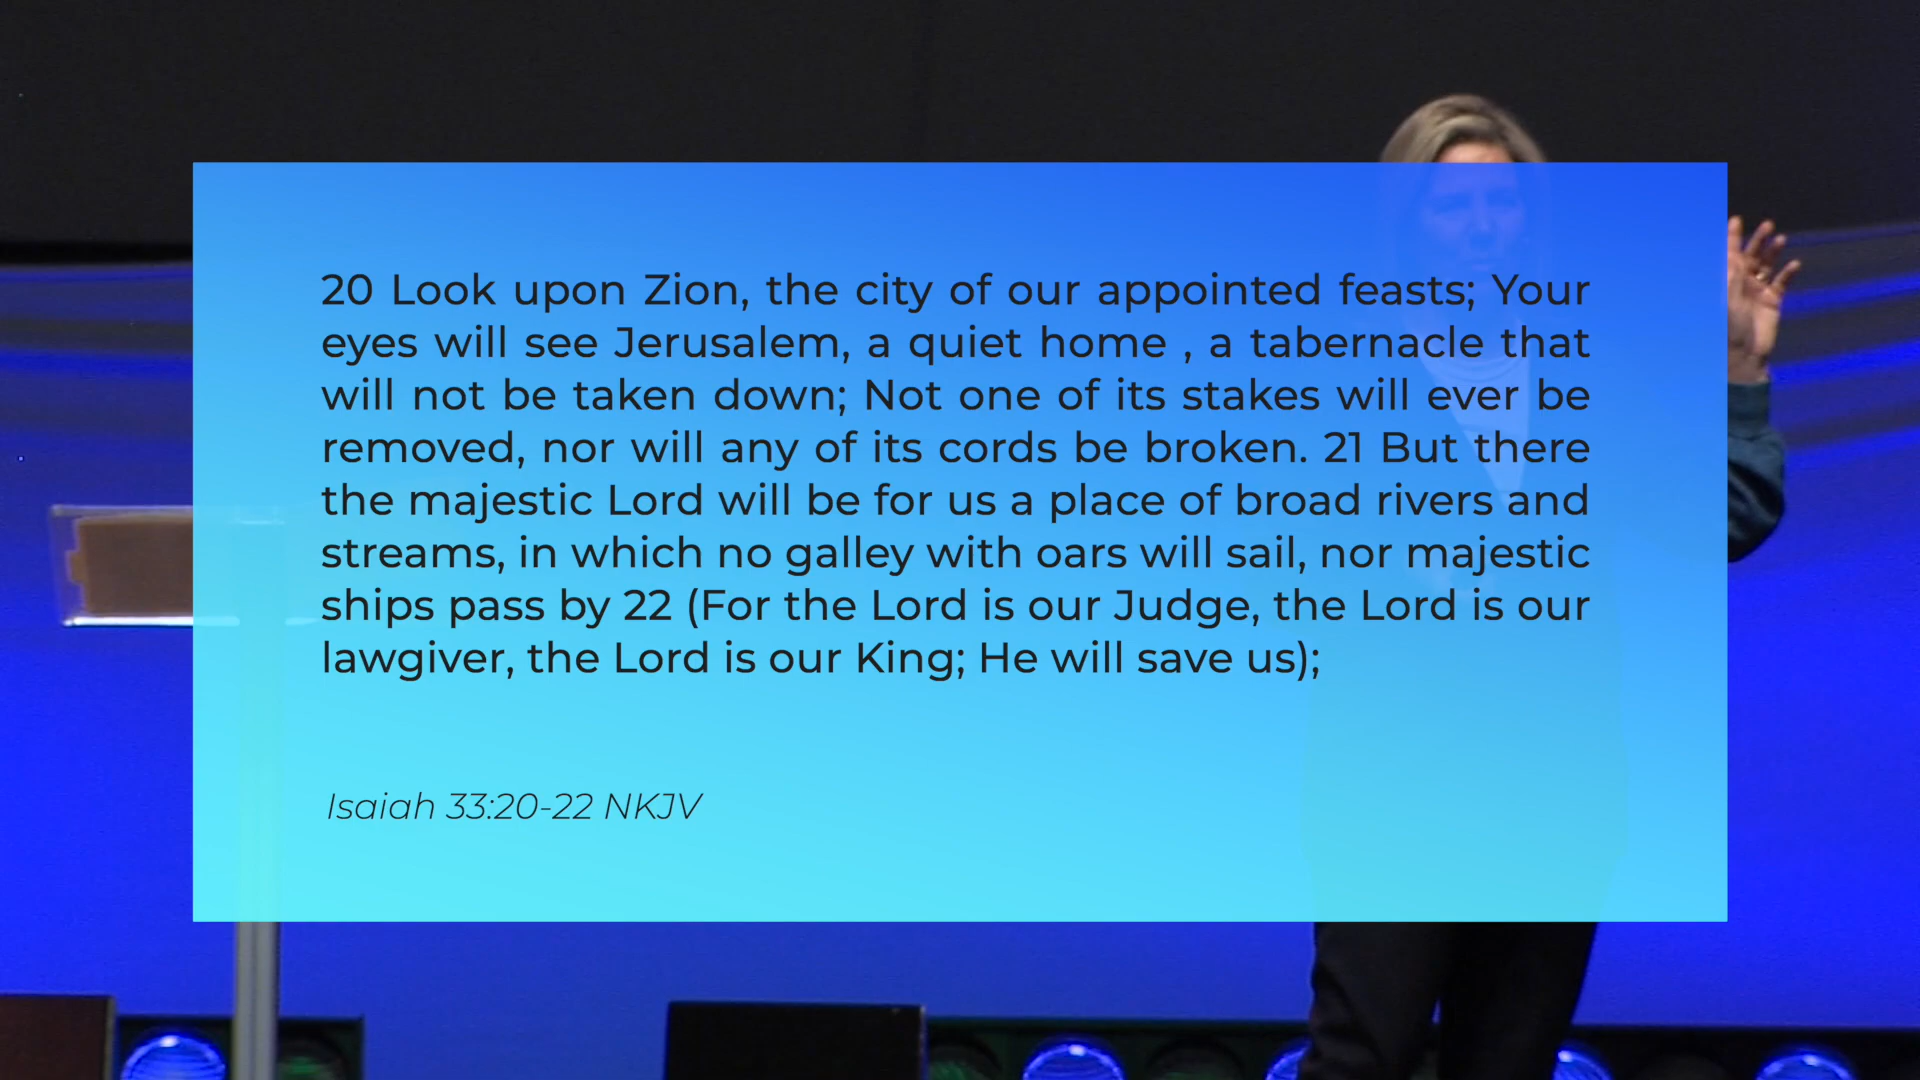 20 Look upon Zion, the city of our appointed feasts; Your
eyes will see Jerusalem, a quiet home , a tabernacle that
will not be taken down; Not one of its stakes will ever be
removed, nor will any of its cords be broken. 21 But there
the majestic Lord will be for us a place of broad rivers and
streams, in which no galley with oars will sail, nor majestic
ships pass by 22 (For the Lord is our Judge, the Lord is our
lawgiver, the Lord is our King; He will save us);
Isaiah 33:20-22 NKJV